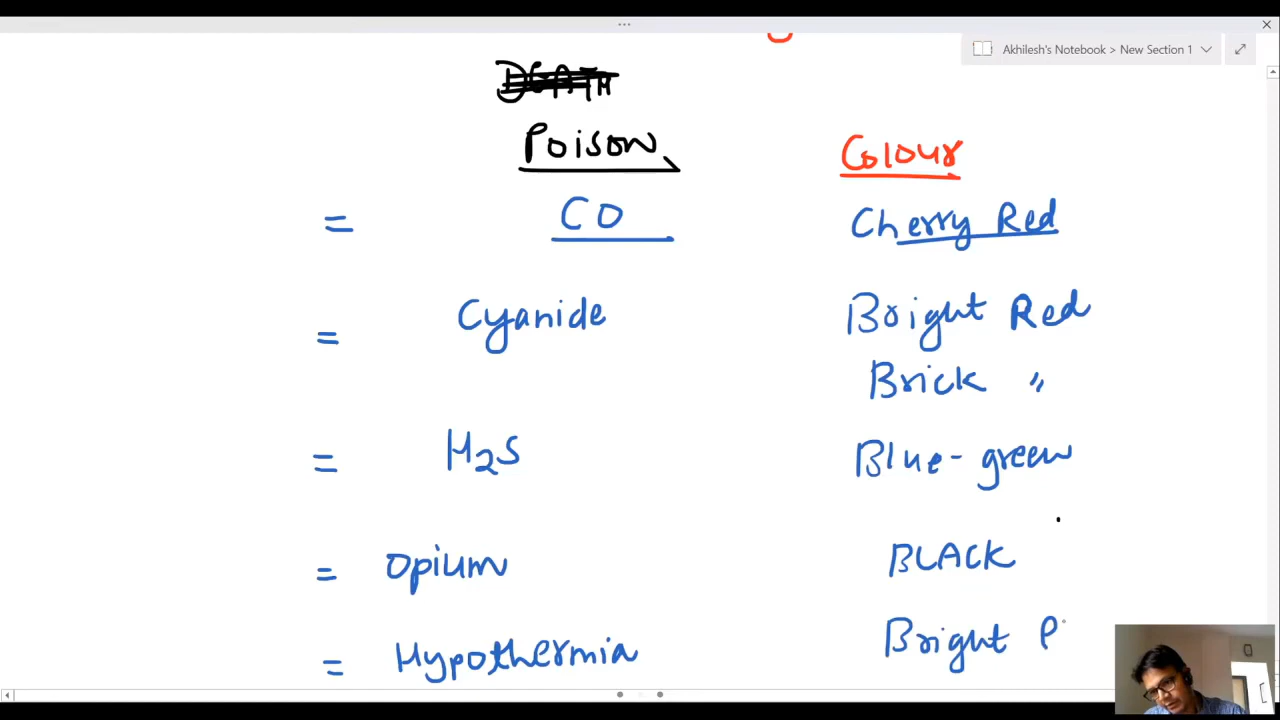 Akhilesh's Notebook > New Section 1
Poison Colour
= CO Cherry Red
= Cyanide Bright Red
Brick "
= H2S Blue-green
= Opium BLACK
= Hypothermia Bright P